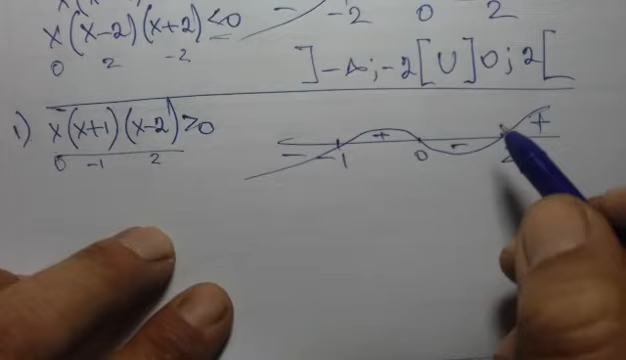 x(x-2)(x+2)≤0
0 2 -2
- -2 0 2
]-∞;-2[ U ]0;2[
1) x(x+1)(x-2)≥0
0 -1 2
- -1 + 0 - +